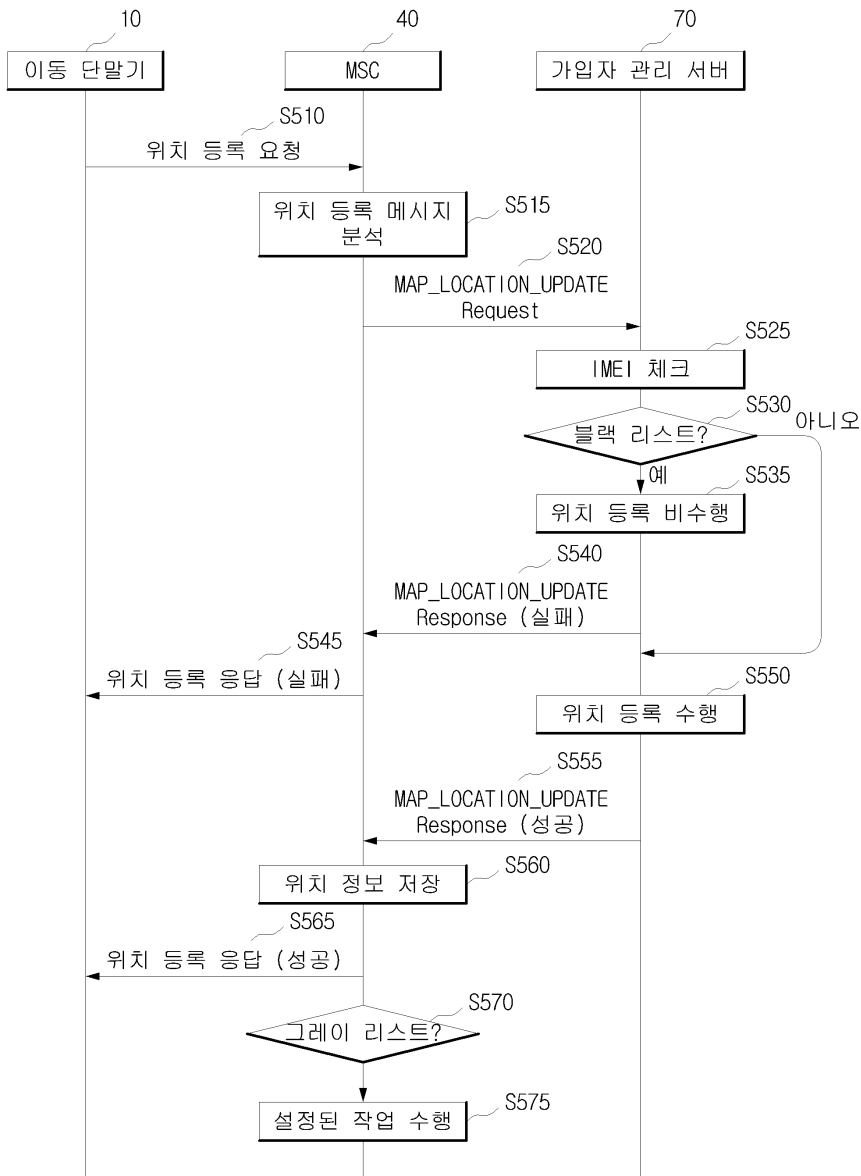 10
40
70
이동 단말기
MSC
가입자 관리 서버
S510
위치 등록 요청
위치 등록 메시지
분석
S515
S520
MAP_LOCATION_UPDATE
Request
S525
IMEI 체크
S530
블랙 리스트?
아니오
예
S535
위치 등록 비수행
S540
MAP_LOCATION_UPDATE
Response (실패)
S545
위치 등록 응답 (실패)
S550
위치 등록 수행
S555
MAP_LOCATION_UPDATE
Response (성공)
위치 정보 저장
S560
S565
위치 등록 응답 (성공)
S570
그레이 리스트?
설정된 작업 수행
S575